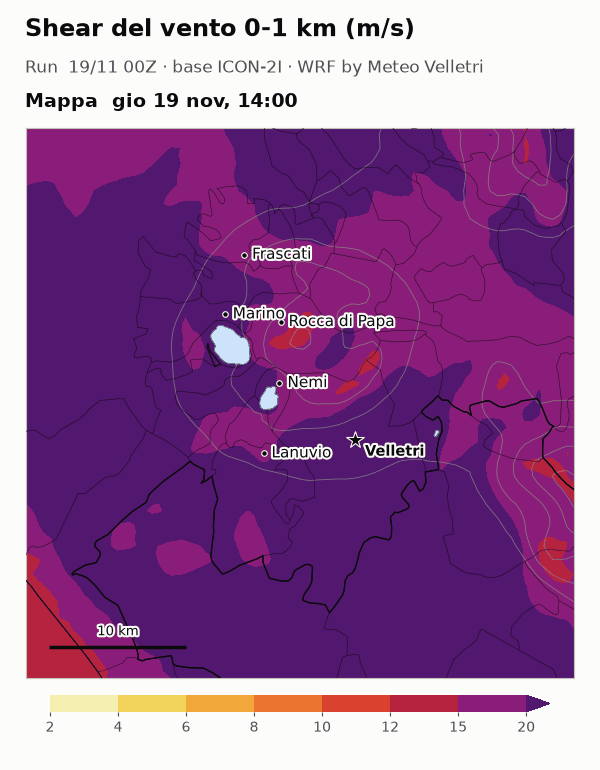 Shear del vento 0-1 km (m/s)
Run  19/11 00Z · base ICON-2I · WRF by Meteo Velletri
Mappa  gio 19 nov, 14:00
Frascati
Marino
Rocca di Papa
Nemi
Velletri
Lanuvio
10 km
2 4 6 8 10 12 15 20